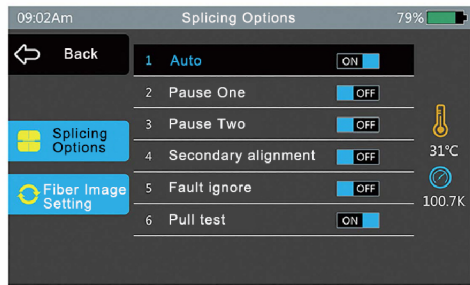 09:02Am Splicing Options 79%
Back
1 Auto ON
2 Pause One OFF
3 Pause Two OFF
Splicing
Options
4 Secondary alignment OFF
31℃
Fiber Image
Setting
5 Fault ignore OFF
100.7K
6 Pull test ON